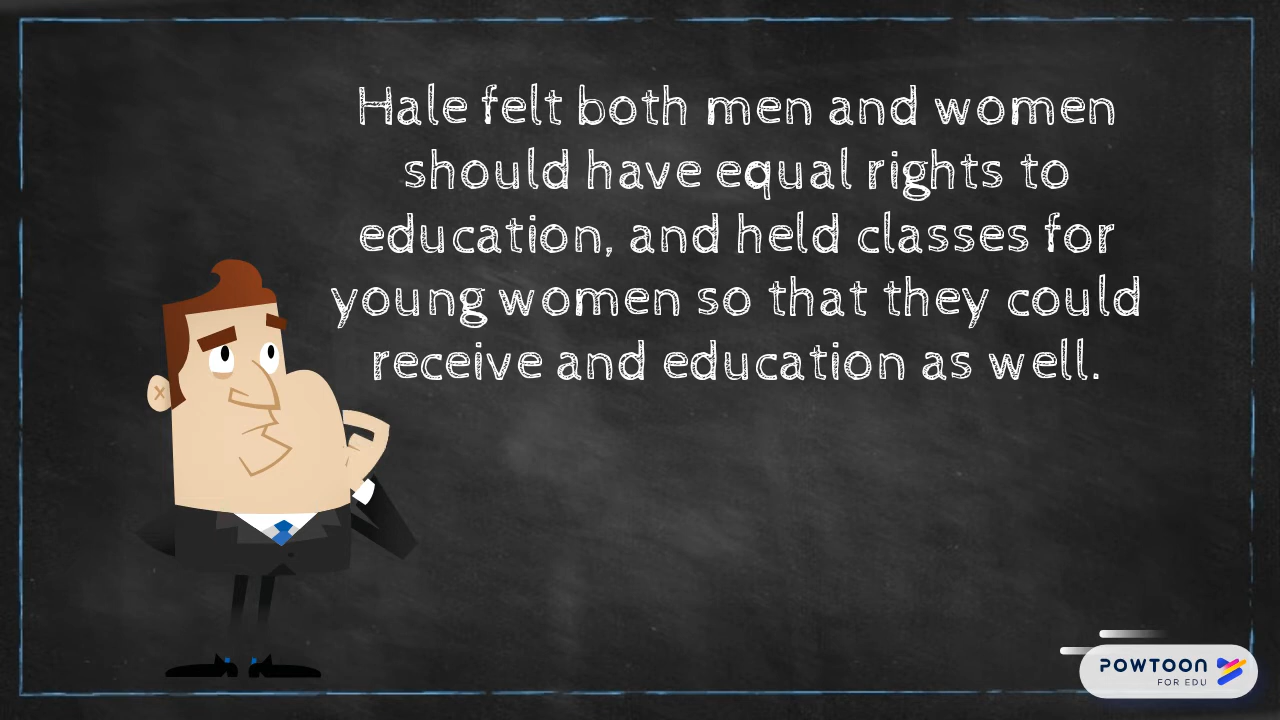 Hale felt both men and women
should have equal rights to
education, and held classes for
young women so that they could
receive and education as well.
POWTOON
FOR EDU